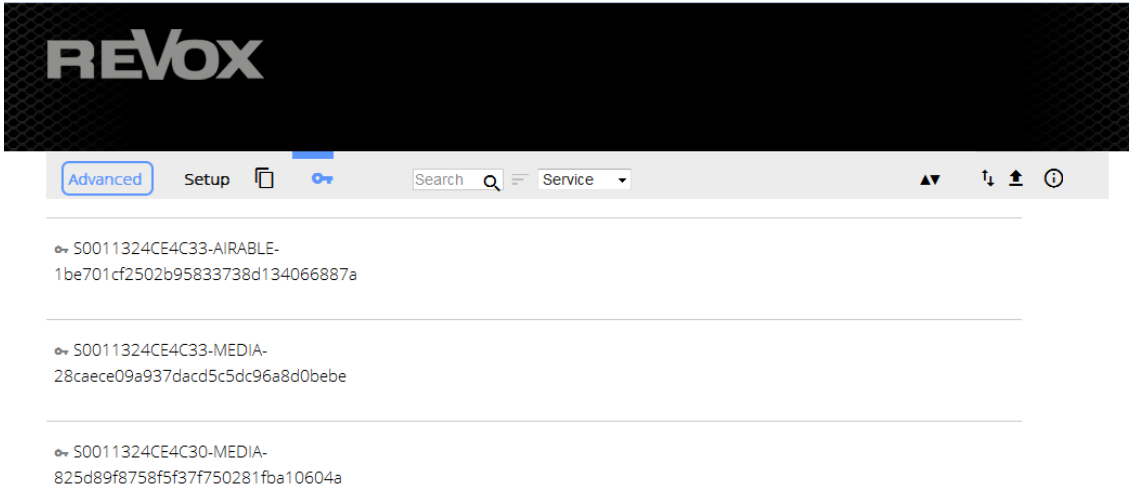 REVOX
Advanced Setup Search Service
S0011324CE4C33-AIRABLE-
1be701cf2502b95833738d134066887a
S0011324CE4C33-MEDIA-
28caece09a937dacd5c5dc96a8d0bebe
S0011324CE4C30-MEDIA-
825d89f8758f5f37f750281fba10604a